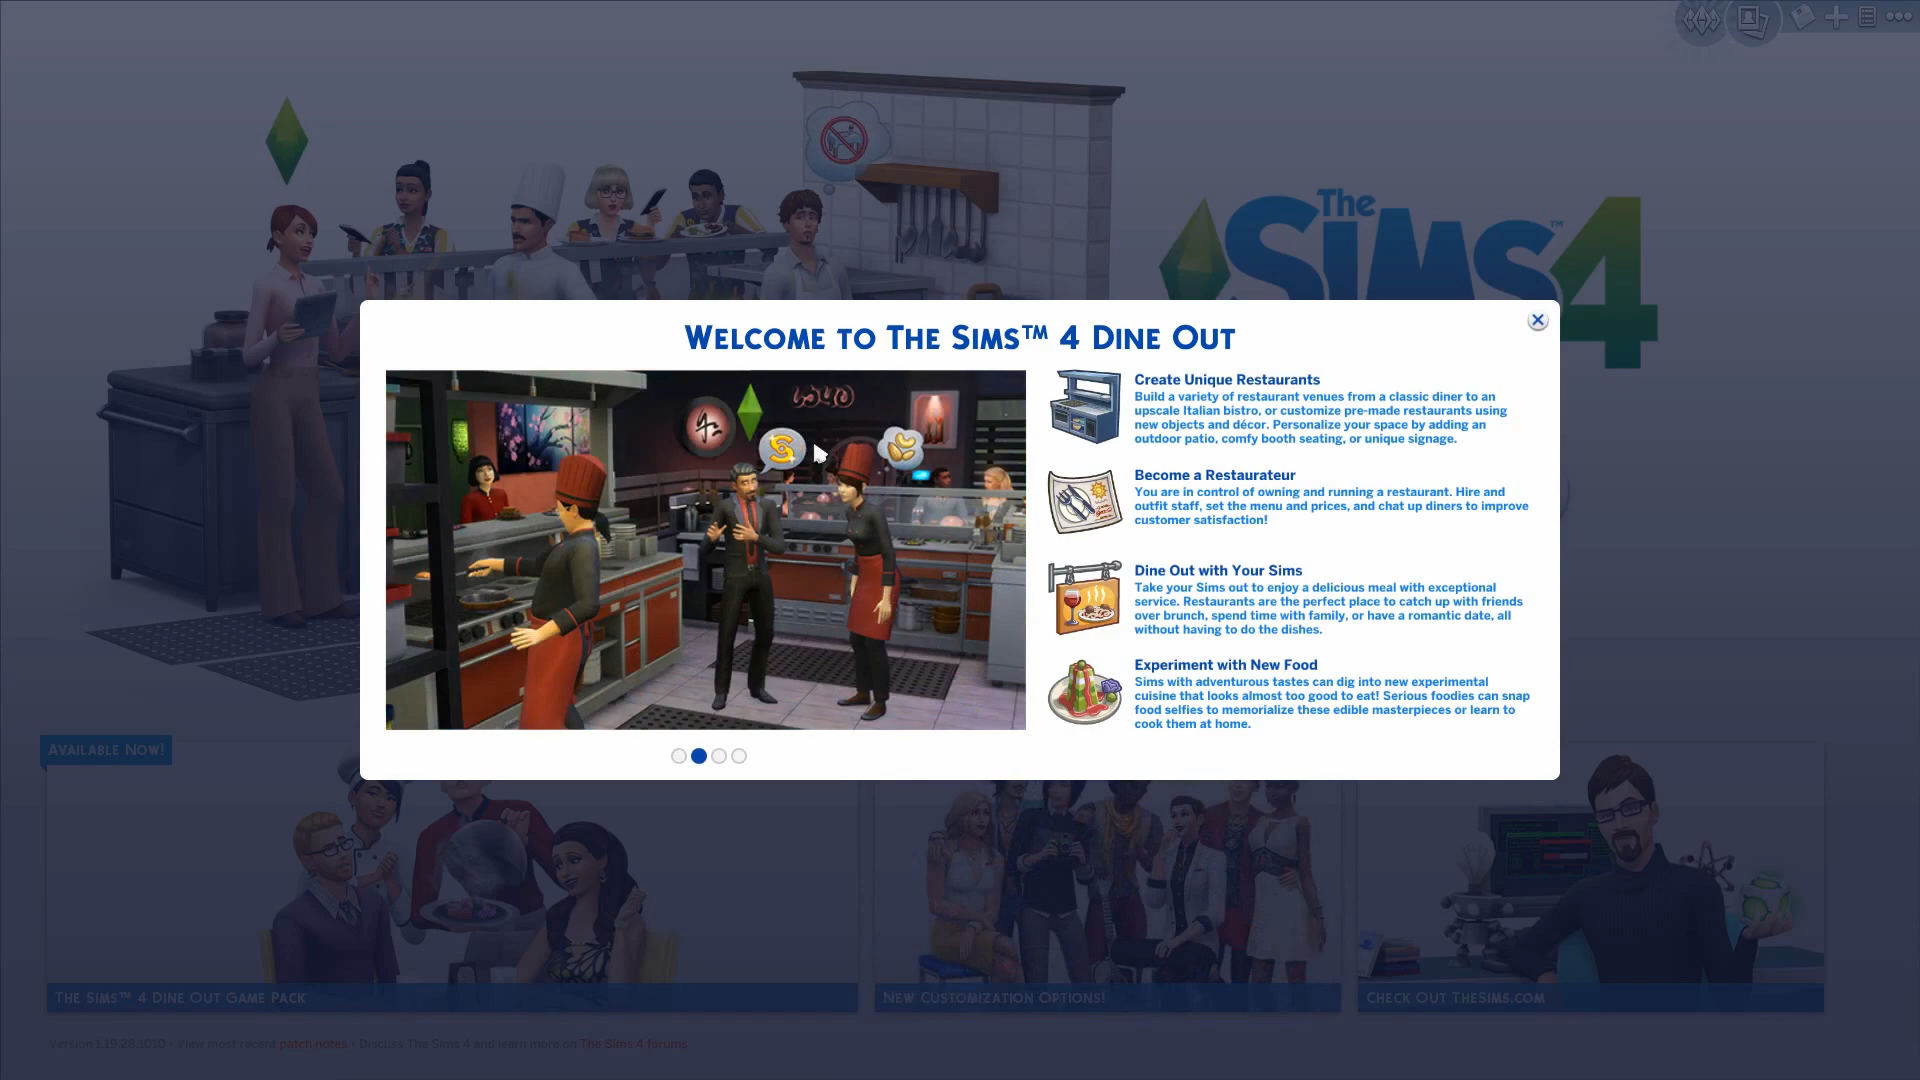 The
SiMS™ 4
WELCOME TO THE SIMS™ 4 DINE OUT
Create Unique Restaurants
Build a variety of restaurant venues from a classic diner to an
upscale Italian bistro, or customize pre-made restaurants using
new objects and décor. Personalize your space by adding an
outdoor patio, comfy booth seating, or unique signage.
Become a Restaurateur
You are in control of owning and running a restaurant. Hire and
outfit staff, set the menu and prices, and chat up diners to improve
customer satisfaction!
Dine Out with Your Sims
Take your Sims out to enjoy a delicious meal with exceptional
service. Restaurants are the perfect place to catch up with friends
over brunch, spend time with family, or have a romantic date, all
without having to do the dishes.
Experiment with New Food
Sims with adventurous tastes can dig into new experimental
cuisine that looks almost too good to eat! Serious foodies can snap
food selfies to memorialize these edible masterpieces or learn to
cook them at home.
AVAILABLE NOW!
THE SIMS™ 4 DINE OUT GAME PACK
NEW CUSTOMIZATION OPTIONS!
CHECK OUT THESIMS.COM
Version 1.19.28.1010 • View most recent patch notes • Discuss The Sims 4 and learn more on The Sims 4 forums